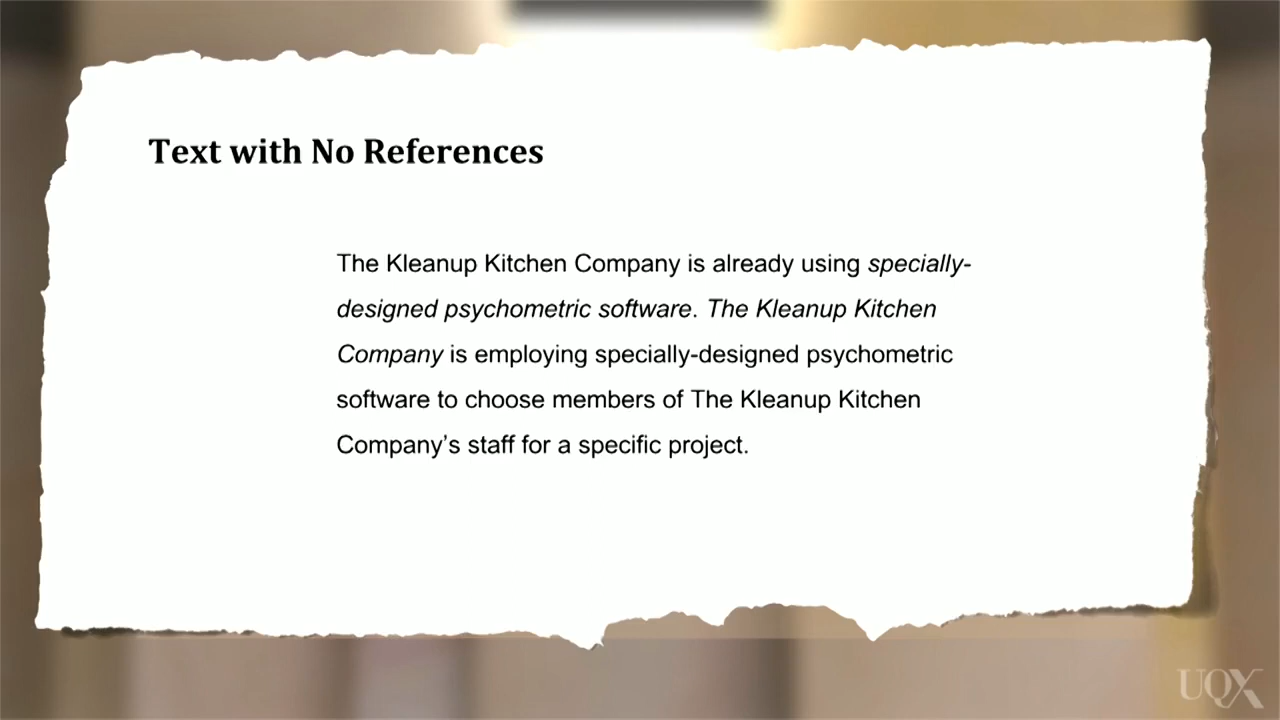 Text with No References
The Kleanup Kitchen Company is already using specially-
designed psychometric software. The Kleanup Kitchen
Company is employing specially-designed psychometric
software to choose members of The Kleanup Kitchen
Company’s staff for a specific project.
UQX